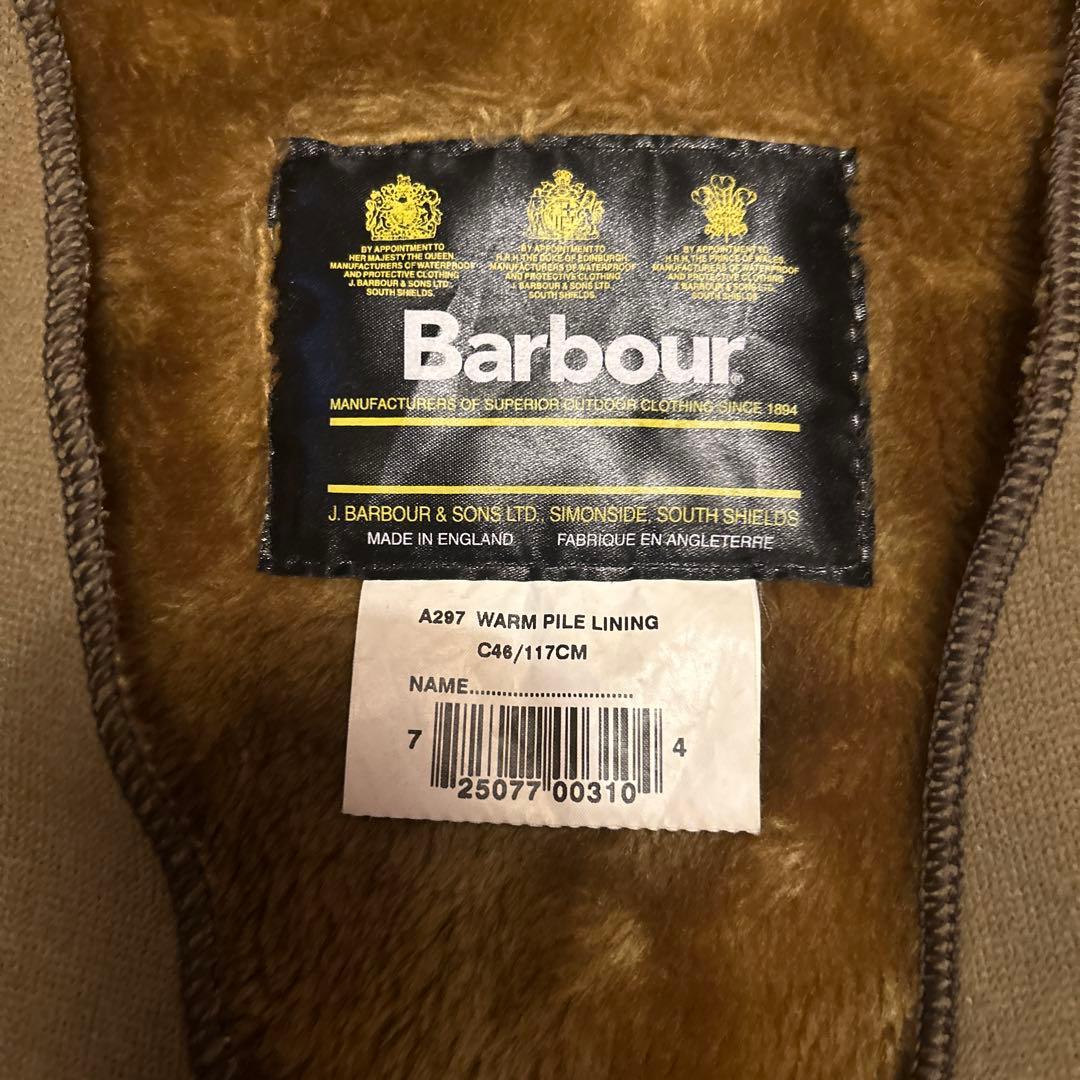 BY APPOINTMENT TO
HER MAJESTY THE QUEEN
MANUFACTURERS OF WATERPROOF
AND PROTECTIVE CLOTHING
J. BARBOUR & SONS LTD.
SOUTH SHIELDS.
BY APPOINTMENT TO
H.R.H. THE DUKE OF EDINBURGH
MANUFACTURERS OF WATERPROOF
AND PROTECTIVE CLOTHING
J BARBOUR & SONS LTD.
SOUTH SHIELDS.
BY APPOINTMENT TO
H.R.H. THE PRINCE OF WALES
MANUFACTURERS OF WATERPROOF
AND PROTECTIVE CLOTHING
J. BARBOUR & SONS LTD.
SOUTH SHIELDS
Barbour®
MANUFACTURERS OF SUPERIOR OUTDOOR CLOTHING SINCE 1894
J. BARBOUR & SONS LTD., SIMONSIDE, SOUTH SHIELDS
MADE IN ENGLAND FABRIQUE EN ANGLETERRE
A297 WARM PILE LINING
C46/117CM
NAME..............................
7 25077 00310 4